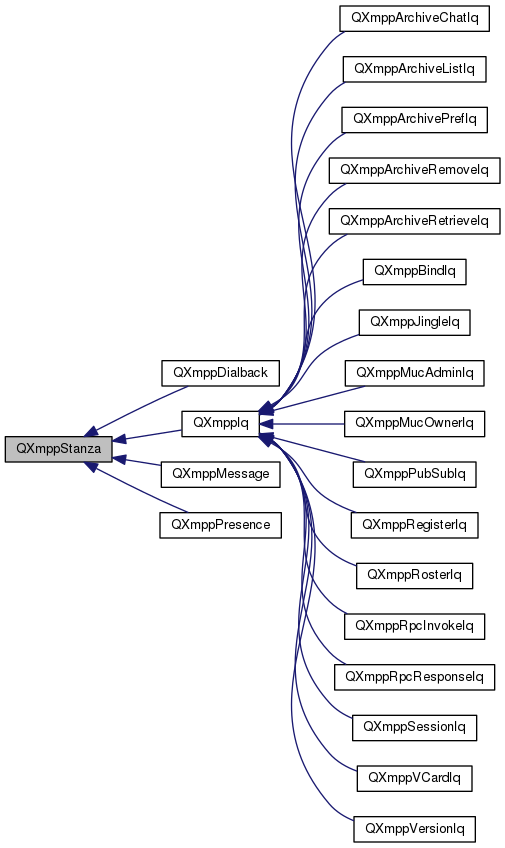 QXmppArchiveChatIq
QXmppArchiveListIq
QXmppArchivePrefIq
QXmppArchiveRemoveIq
QXmppArchiveRetrieveIq
QXmppBindIq
QXmppJingleIq
QXmppDialback
QXmppMucAdminIq
QXmppIq
QXmppMucOwnerIq
QXmppStanza
QXmppMessage
QXmppPubSubIq
QXmppPresence
QXmppRegisterIq
QXmppRosterIq
QXmppRpcInvokeIq
QXmppRpcResponseIq
QXmppSessionIq
QXmppVCardIq
QXmppVersionIq